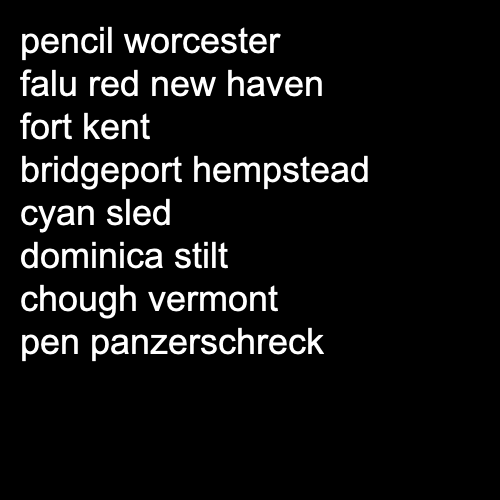 pencil worcester
falu red new haven
fort kent
bridgeport hempstead
cyan sled
dominica stilt
chough vermont
pen panzerschreck